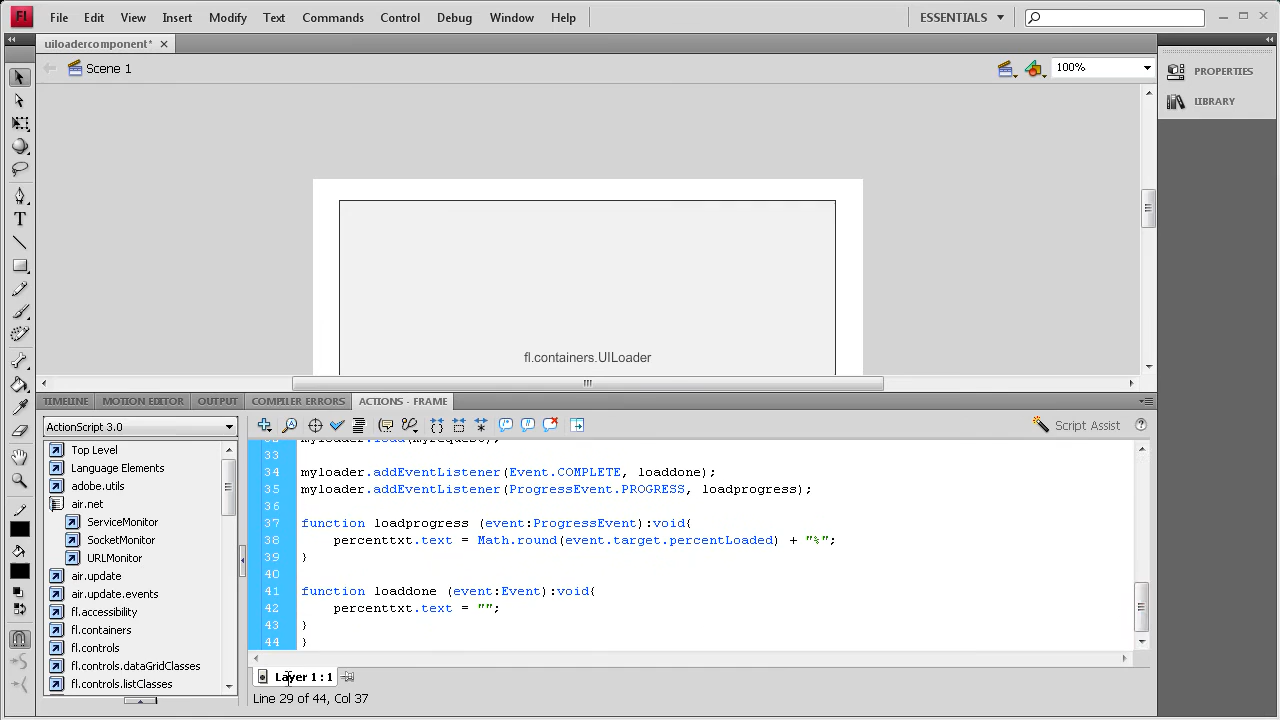 Fl File Edit View Insert Modify Text Commands Control Debug Window Help ESSENTIALS
uiloadercomponent*
Scene 1 100%
PROPERTIES
LIBRARY
fl.containers.UILoader
TIMELINE MOTION EDITOR OUTPUT COMPILER ERRORS ACTIONS - FRAME
ActionScript 3.0
Script Assist
Top Level
Language Elements
adobe.utils
air.net
ServiceMonitor
SocketMonitor
URLMonitor
air.update
air.update.events
fl.accessibility
fl.containers
fl.controls
fl.controls.dataGridClasses
fl.controls.listClasses
32 myloader.load(myrequest);
33
34 myloader.addEventListener(Event.COMPLETE, loaddone);
35 myloader.addEventListener(ProgressEvent.PROGRESS, loadprogress);
36
37 function loadprogress (event:ProgressEvent):void{
38 percenttxt.text = Math.round(event.target.percentLoaded) + "%";
39 }
40
41 function loaddone (event:Event):void{
42 percenttxt.text = "";
43 }
44 }
Layer 1 : 1
Line 29 of 44, Col 37